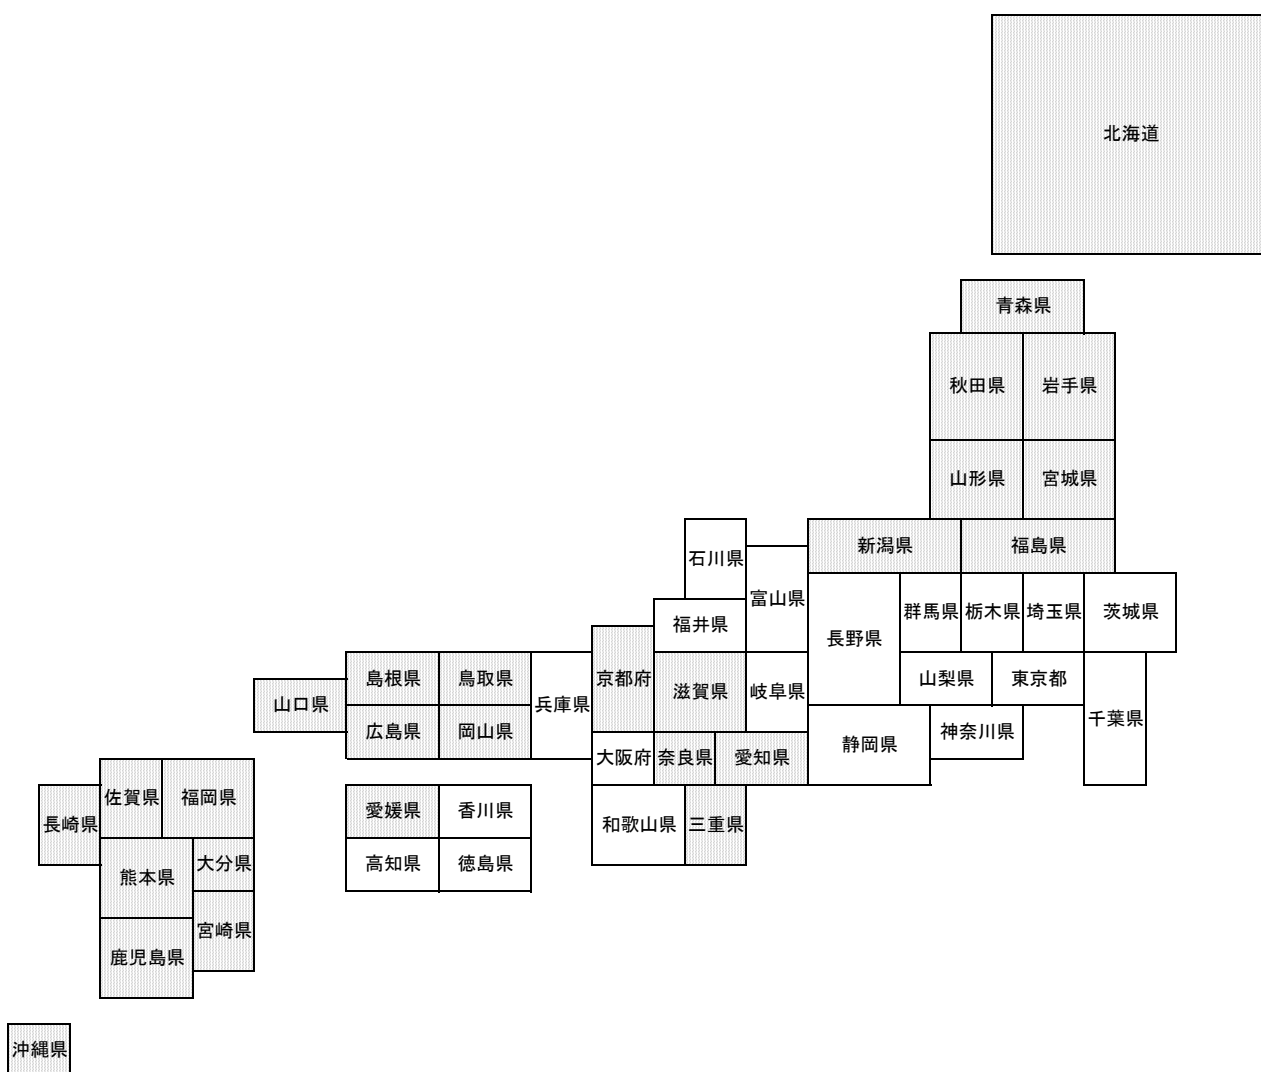 北海道
青森県
秋田県
岩手県
山形県
宮城県
石川県
新潟県
福島県
富山県
福井県
長野県
群馬県
栃木県
埼玉県
茨城県
島根県
鳥取県
京都府
滋賀県
岐阜県
山梨県
東京都
山口県
兵庫県
広島県
岡山県
静岡県
神奈川県
千葉県
大阪府
奈良県
愛知県
佐賀県
福岡県
長崎県
愛媛県
香川県
和歌山県
三重県
熊本県
大分県
高知県
徳島県
宮崎県
鹿児島県
沖縄県